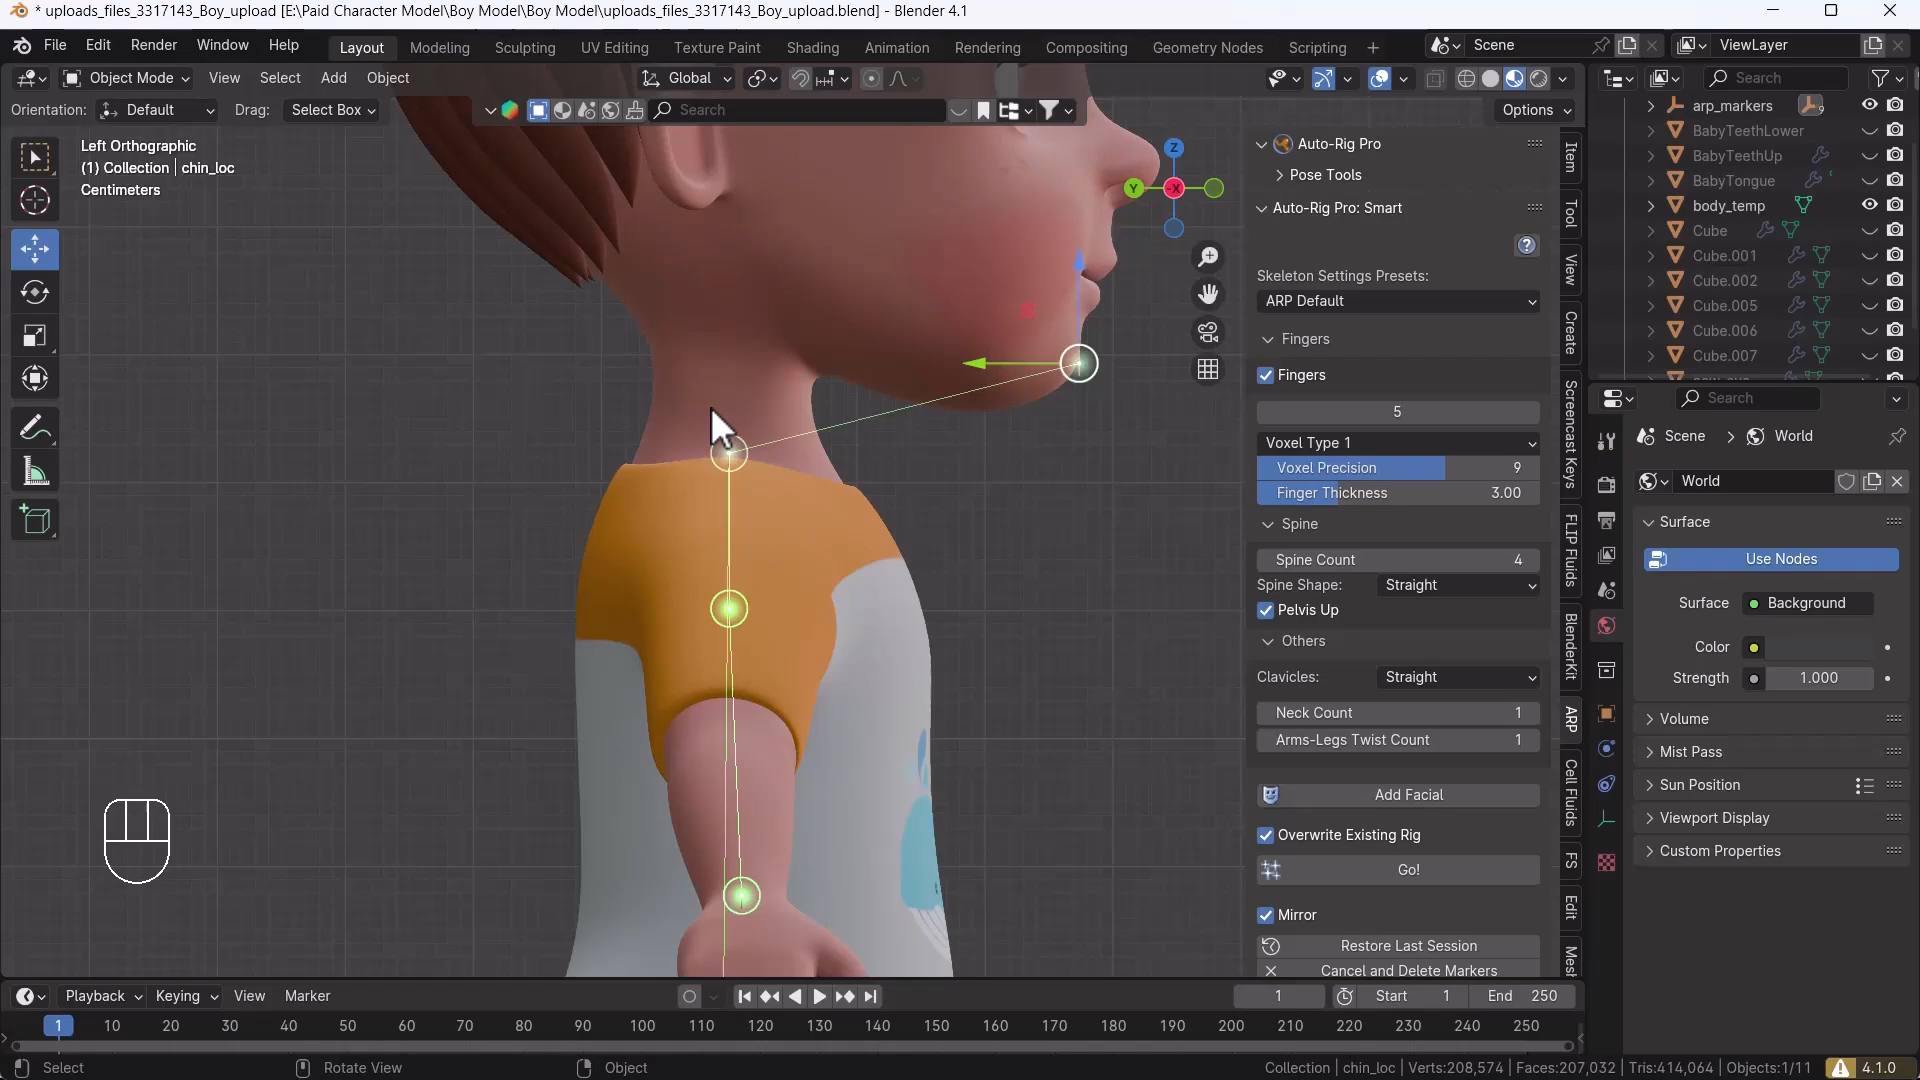 * uploads_files_3317143_Boy_upload [E:\Paid Character Model\Boy Model\Boy Model\uploads_files_3317143_Boy_upload.blend] - Blender 4.1
File Edit Render Window Help Layout Modeling Sculpting UV Editing Texture Paint Shading Animation Rendering Compositing Geometry Nodes Scripting + Scene ViewLayer
Object Mode View Select Add Object Global Search
Orientation: Default Drag: Select Box Search Options
Left Orthographic
(1) Collection | chin_loc
Centimeters
Z
Y
-X
Auto-Rig Pro
Pose Tools
Auto-Rig Pro: Smart
?
Skeleton Settings Presets:
ARP Default
Fingers
Fingers
5
Voxel Type 1
Voxel Precision 9
Finger Thickness 3.00
Spine
Spine Count 4
Spine Shape: Straight
Pelvis Up
Others
Clavicles: Straight
Neck Count 1
Arms-Legs Twist Count 1
Add Facial
Overwrite Existing Rig
Go!
Mirror
Restore Last Session
Cancel and Delete Markers
Item
Tool
View
Create
Screencast Keys
FLIP Fluids
BlenderKit
ARP
Cell Fluids
FS
Edit
Mesh
arp_markers 9
BabyTeethLower
BabyTeethUp
BabyTongue
body_temp
Cube
Cube.001
Cube.002
Cube.005
Cube.006
Cube.007
Search
Scene World
World
Surface
Use Nodes
Surface Background
Color
Strength 1.000
Volume
Mist Pass
Sun Position
Viewport Display
Custom Properties
Playback Keying View Marker 1 Start 1 End 250
1 10 20 30 40 50 60 70 80 90 100 110 120 130 140 150 160 170 180 190 200 210 220 230 240 250
Select Rotate View Object Collection | chin_loc | Verts:208,574 | Faces:207,032 | Tris:414,064 | Objects:1/11 4.1.0